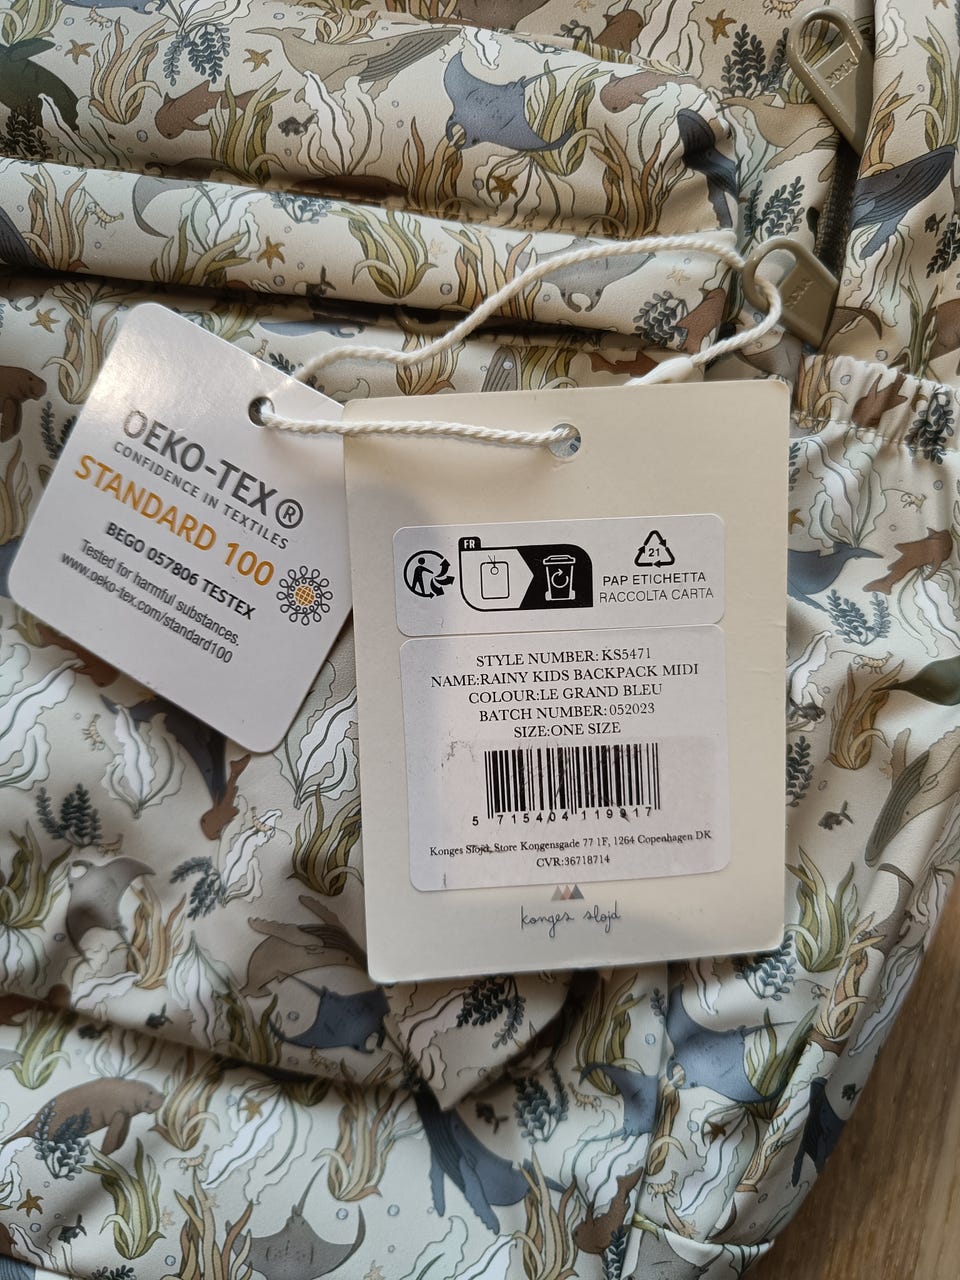 OEKO-TEX®
CONFIDENCE IN TEXTILES
STANDARD 100
BEGO 057806 TESTEX
Tested for harmful substances.
www.oeko-tex.com/standard100
FR
21
PAP ETICHETTA
RACCOLTA CARTA
STYLE NUMBER: KS5471
NAME:RAINY KIDS BACKPACK MIDI
COLOUR:LE GRAND BLEU
BATCH NUMBER: 052023
SIZE:ONE SIZE
5 715404 119917
Konges Slojd, Store Kongensgade 77 1F, 1264 Copenhagen DK
CVR:36718714
konges slojd